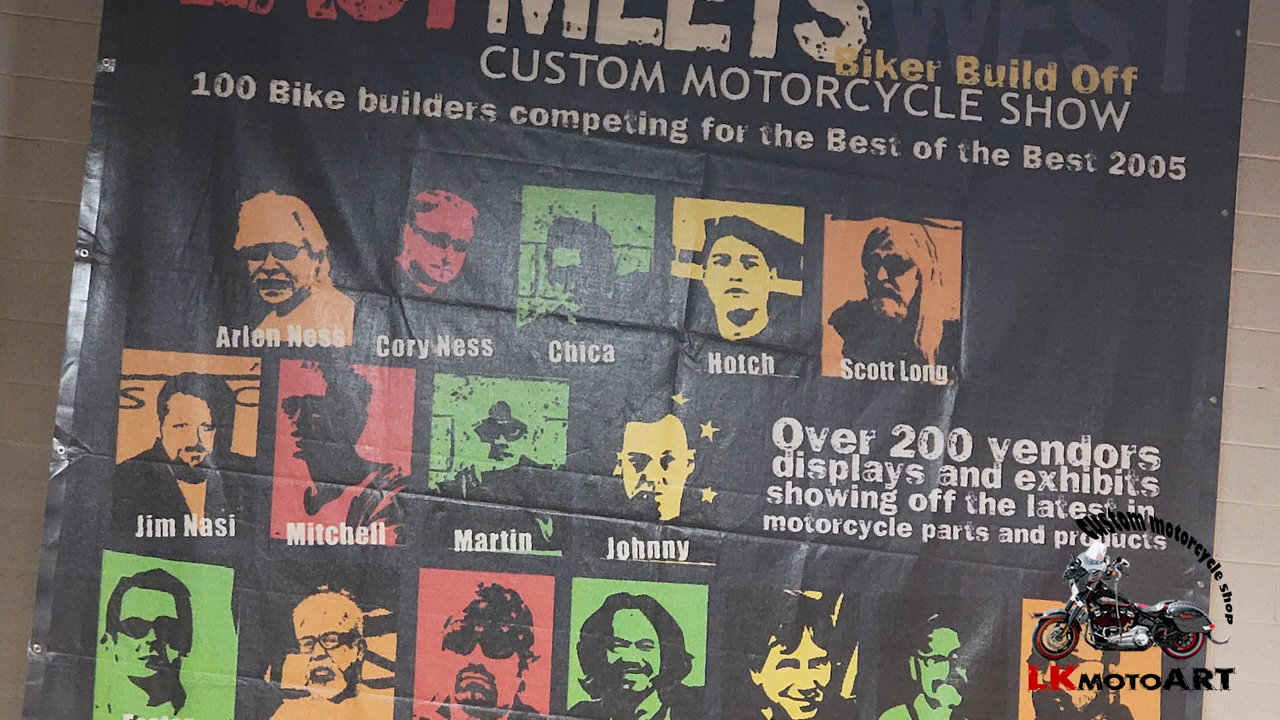 EAST MEETS WEST
Biker Build Off
CUSTOM MOTORCYCLE SHOW
100 Bike builders competing for the Best of the Best 2005
Arlen Ness
Cory Ness
Chica
Hotch
Scott Long
Jim Nasi
Mitchell
Martin
Johnny
Over 200 vendors
displays and exhibits
showing off the latest in
motorcycle parts and products
custom motorcycle shop
LKMOTOART